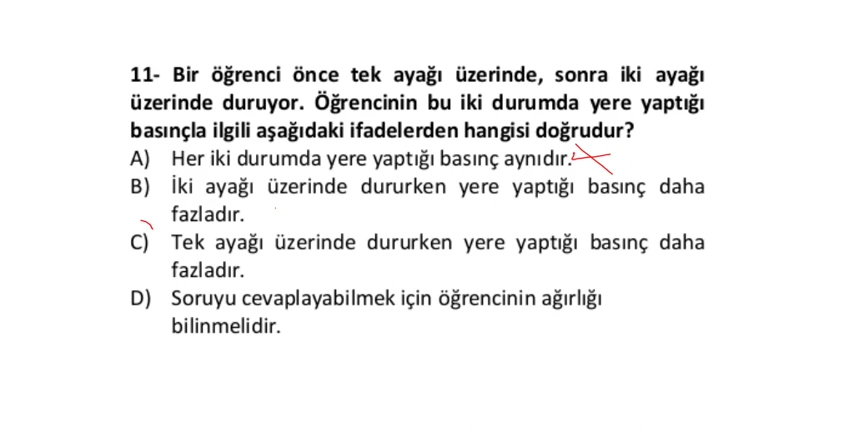 11- Bir öğrenci önce tek ayağı üzerinde, sonra iki ayağı
üzerinde duruyor. Öğrencinin bu iki durumda yere yaptığı
basınçla ilgili aşağıdaki ifadelerden hangisi doğrudur?
A) Her iki durumda yere yaptığı basınç aynıdır.
B) İki ayağı üzerinde dururken yere yaptığı basınç daha
fazladır.
C) Tek ayağı üzerinde dururken yere yaptığı basınç daha
fazladır.
D) Soruyu cevaplayabilmek için öğrencinin ağırlığı
bilinmelidir.